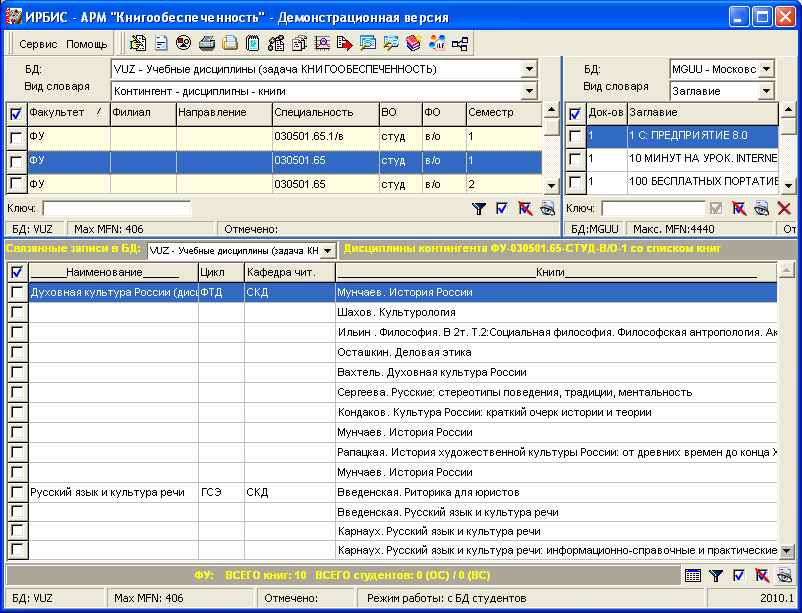 ИРБИС - АРМ "Книгообеспеченность" - Демонстрационная версия
Сервис Помощь
БД: VUZ - Учебные дисциплины (задача КНИГООБЕСПЕЧЕННОСТЬ)
Вид словаря Контингент - дисциплигны - книги
Факультет Филиал Направление Специальность ВО ФО Семестр
ФУ 030501.65.1/в студ в/о 1
ФУ 030501.65 студ в/о 1
ФУ 030501.65 студ в/о 2
Ключ:
БД: VUZ Max MFN: 406 Отмечено:
БД: MGUU - Московс
Вид словаря Заглавие
Док-ов Заглавие
1 1 С: ПРЕДПРИЯТИЕ 8.0
1 10 МИНУТ НА УРОК. INTERNE
1 100 БЕСПЛАТНЫХ ПОРТАТИВ
Ключ:
БД:MGUU Макс. MFN:4440 От
Связанные записи в БД: VUZ - Учебные дисциплины (задача КН Дисциплины контингента ФУ-030501.65-СТУД-В/О-1 со списком книг
Наименование Цикл Кафедра чит. Книги
Духовная культура России (дисц ФТД СКД Мунчаев. История России
Шахов. Культурология
Ильин . Философия. В 2т. Т.2:Социальная философия. Философская антропология. Ак
Осташкин. Деловая этика
Вахтель. Духовная культура России
Сергеева. Русские: стереотипы поведения, традиции, ментальность
Кондаков. Культура России: краткий очерк истории и теории
Мунчаев. История России
Рапацкая. История художественной культуры России: от древних времен до конца X
Мунчаев. История России
Русский язык и культура речи ГСЭ СКД Введенская. Риторика для юристов
Введенская. Русский язык и культура речи
Карнаух. Русский язык и культура речи
Карнаух. Русский язык и культура речи: информационно-справочные и практические
ФУ: ВСЕГО книг: 10 ВСЕГО студентов: 0 (ОС) / 0 (ВС)
БД: VUZ Max MFN: 406 Отмечено: Режим работы: с БД студентов 2010.1